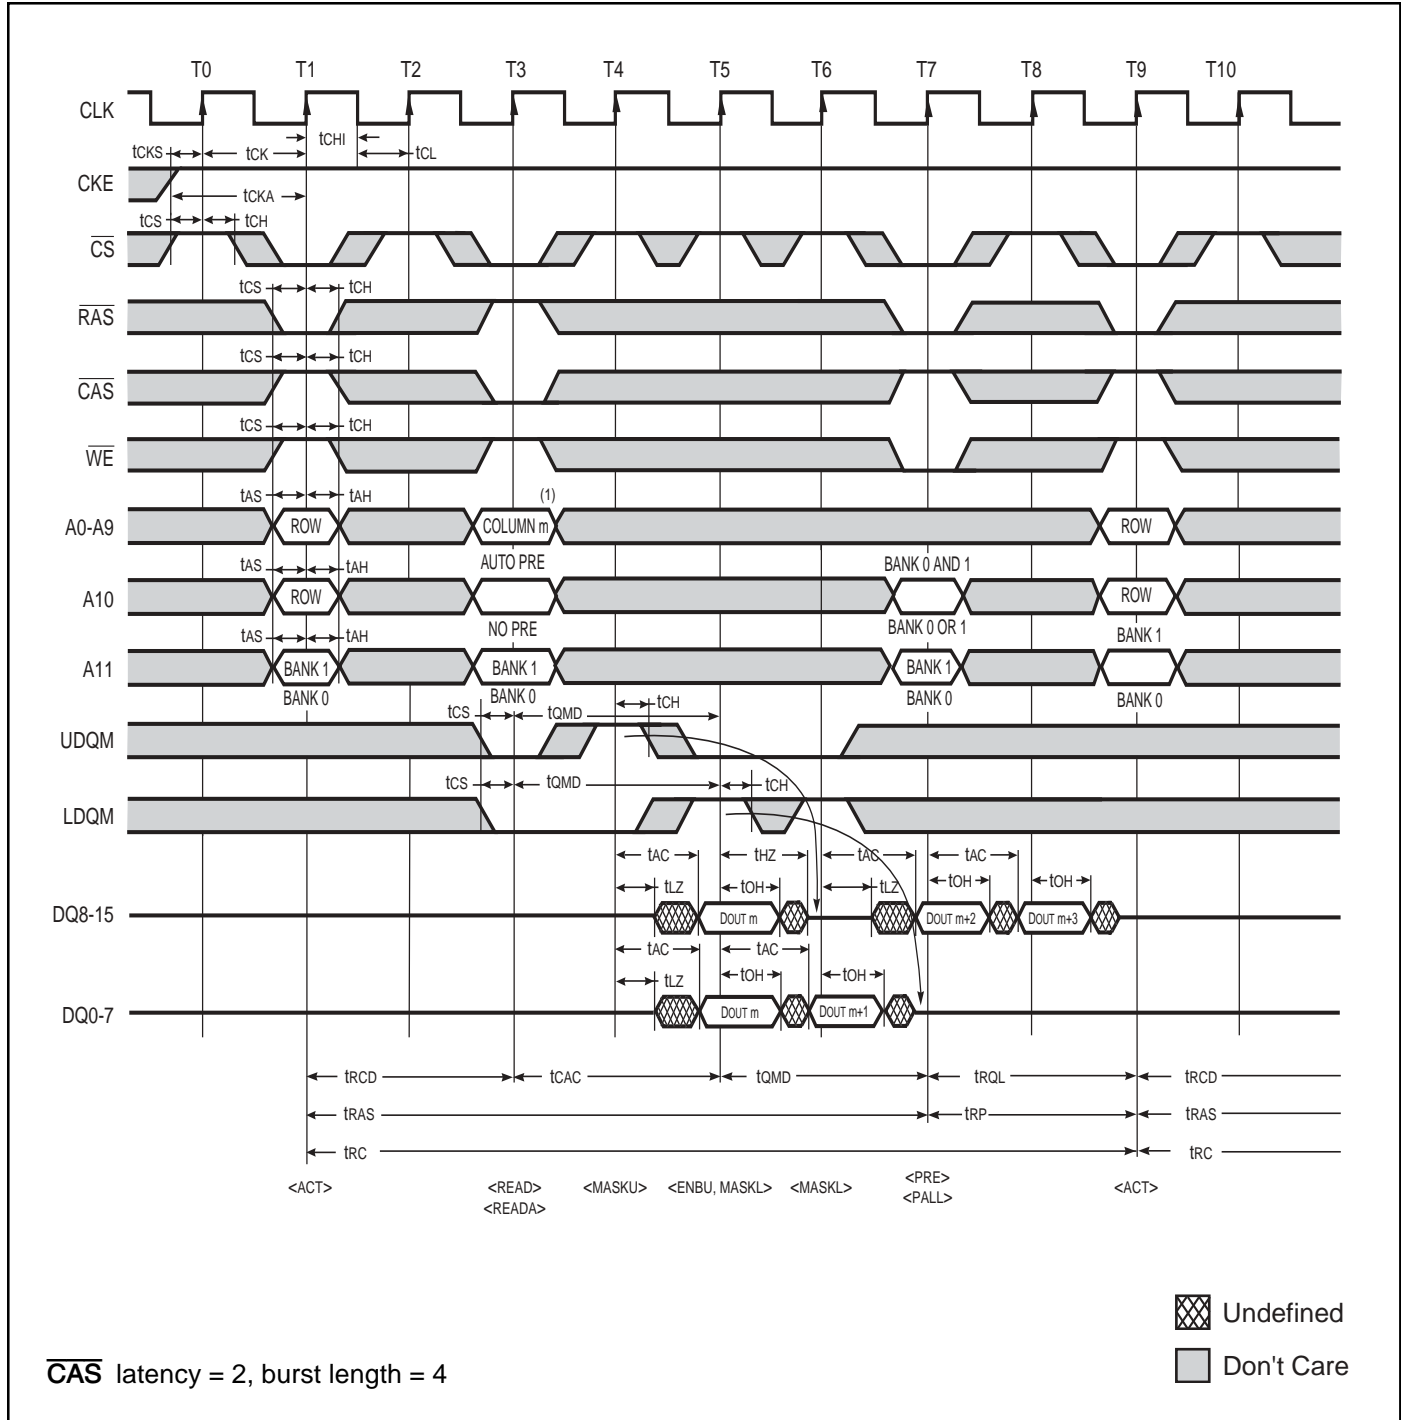 T0 T1 T2 T3 T4 T5 T6 T7 T8 T9 T10
CLK
tCHI
tCKS tCK tCL
CKE
tCKA
tCS tCH
CS
tCS tCH
RAS
tCS tCH
CAS
tCS tCH
WE
tAS tAH (1)
A0-A9 ROW COLUMN m ROW
tAS tAH AUTO PRE BANK 0 AND 1
A10 ROW ROW
tAS tAH NO PRE BANK 0 OR 1 BANK 1
A11 BANK 1 BANK 1 BANK 1
BANK 0 BANK 0 BANK 0 BANK 0
tCS tQMD tCH
UDQM
tCS tQMD tCH
LDQM
tAC tHZ tAC tAC
tLZ tOH tLZ tOH tOH
DQ8-15 DOUT m DOUT m+2 DOUT m+3
tAC tAC
tLZ tOH tOH
DQ0-7 DOUT m DOUT m+1
tRCD tCAC tQMD tRQL tRCD
tRAS tRP tRAS
tRC tRC
<ACT> <READ> <MASKU> <ENBU, MASKL> <MASKL> <PRE> <ACT>
<READA> <PALL>
Undefined
Don't Care
CAS latency = 2, burst length = 4